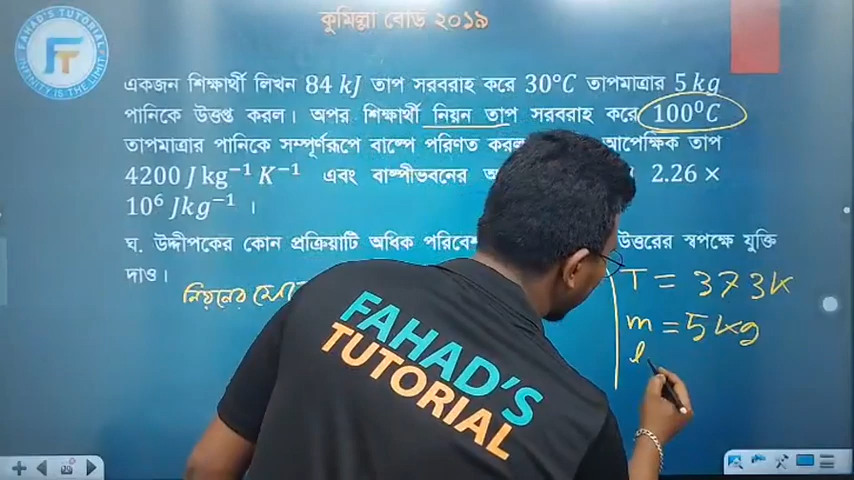 কুমিল্লা বোর্ড ২০১৯
FAHAD'S TUTORIAL
INFINITY IS THE LIMIT
একজন শিক্ষার্থী লিখন 84 kJ তাপ সরবরাহ করে 30°C তাপমাত্রার 5 kg
পানিকে উত্তপ্ত করল। অপর শিক্ষার্থী নিয়ন তাপ সরবরাহ করে 100⁰C
তাপমাত্রার পানিকে সম্পূর্ণরূপে বাষ্পে পরিণত করল আপেক্ষিক তাপ
4200 J kg⁻¹ K⁻¹ এবং বাষ্পীভবনের 2.26 ×
10⁶ Jkg⁻¹ ।
ঘ. উদ্দীপকের কোন প্রক্রিয়াটি অধিক উত্তরের স্বপক্ষে যুক্তি
দাও।
নিয়নের
T = 373K
m = 5kg
l
FAHAD'S
TUTORIAL